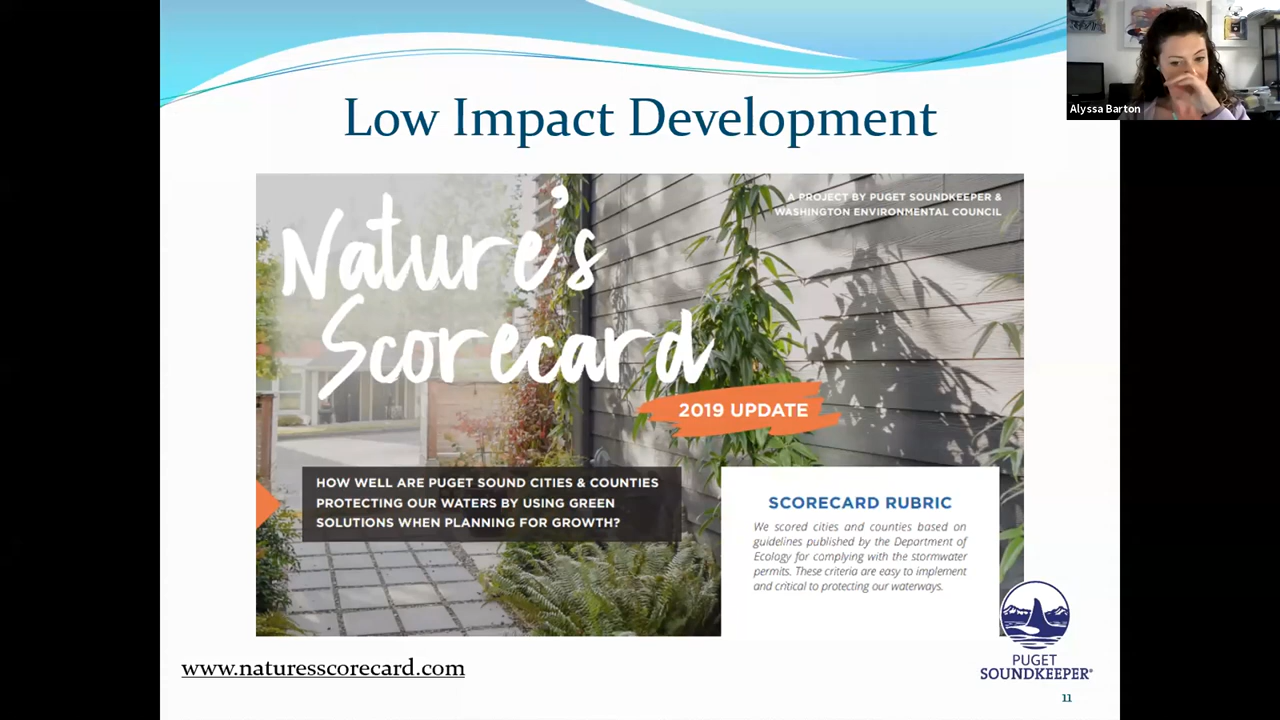 Low Impact Development
Alyssa Barton
Nature's
Scorecard
A PROJECT BY PUGET SOUNDKEEPER &
WASHINGTON ENVIRONMENTAL COUNCIL
2019 UPDATE
HOW WELL ARE PUGET SOUND CITIES & COUNTIES
PROTECTING OUR WATERS BY USING GREEN
SOLUTIONS WHEN PLANNING FOR GROWTH?
SCORECARD RUBRIC
We scored cities and counties based on
guidelines published by the Department of
Ecology for complying with the stormwater
permits. These criteria are easy to implement
and critical to protecting our waterways.
www.naturesscorecard.com
PUGET
SOUNDKEEPER®
11